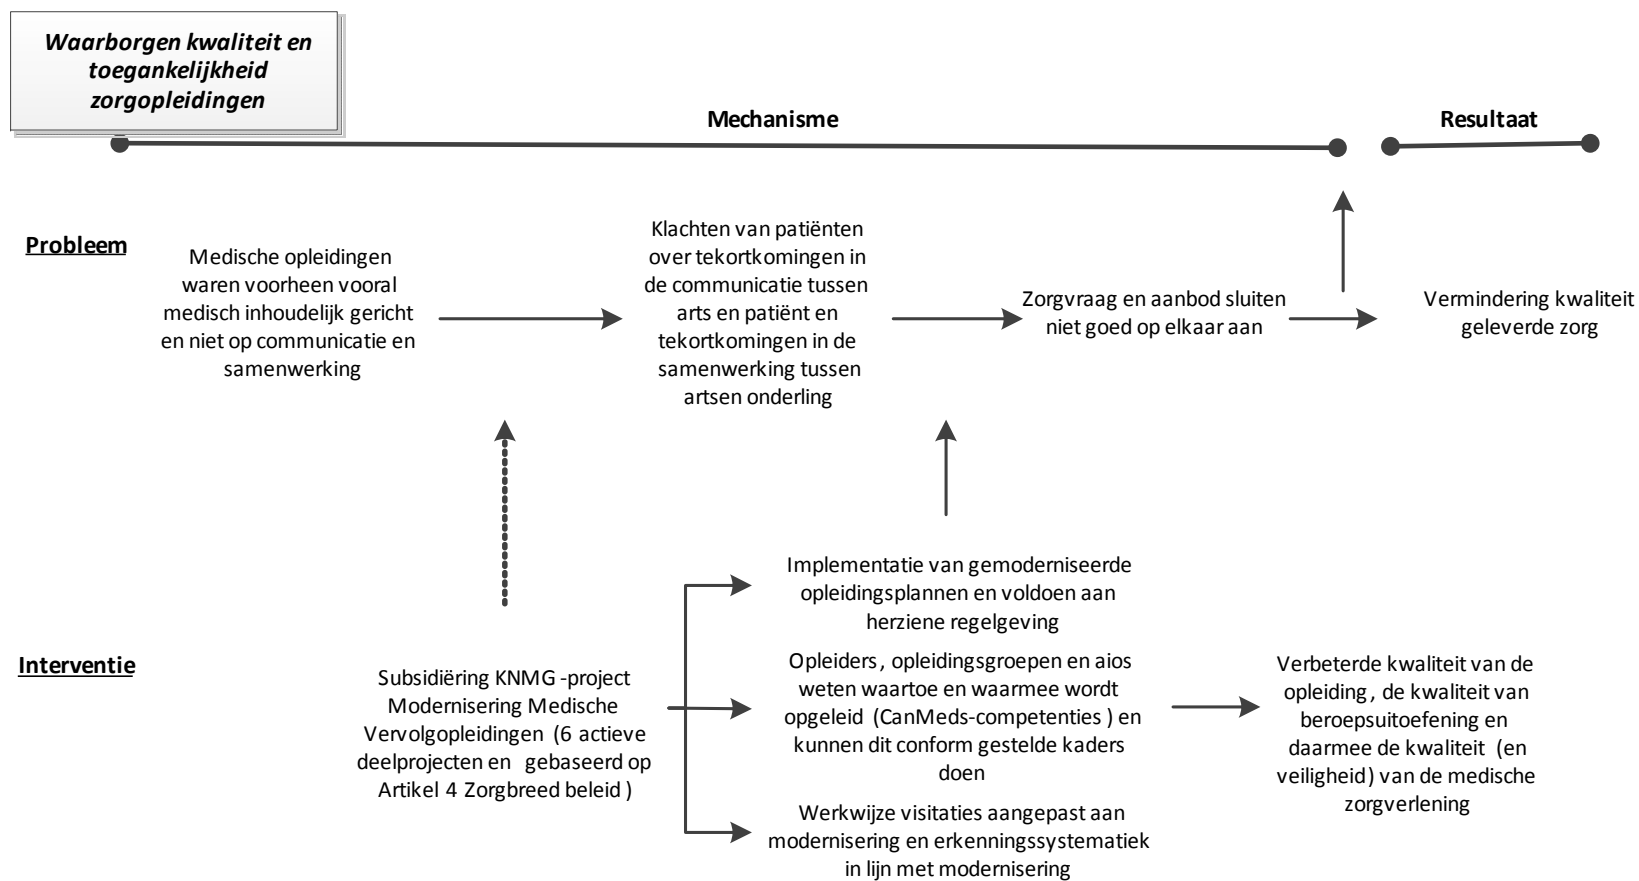 Waarborgen kwaliteit en
toegankelijkheid
zorgopleidingen
Mechanisme
Resultaat
Probleem
Medische opleidingen
waren voorheen vooral
medisch inhoudelijk gericht
en niet op communicatie en
samenwerking
Klachten van patiënten
over tekortkomingen in
de communicatie tussen
arts en patiënt en
tekortkomingen in de
samenwerking tussen
artsen onderling
Zorgvraag en aanbod sluiten
niet goed op elkaar aan
Vermindering kwaliteit
geleverde zorg
Interventie
Subsidiëring KNMG -project
Modernisering Medische
Vervolgopleidingen (6 actieve
deelprojecten en gebaseerd op
Artikel 4 Zorgbreed beleid )
Implementatie van gemoderniseerde
opleidingsplannen en voldoen aan
herziene regelgeving
Opleiders , opleidingsgroepen en aios
weten waartoe en waarmee wordt
opgeleid (CanMeds-competenties ) en
kunnen dit conform gestelde kaders
doen
Werkwijze visitaties aangepast aan
modernisering en erkenningssystematiek
in lijn met modernisering
Verbeterde kwaliteit van de
opleiding , de kwaliteit van
beroepsuitoefening en
daarmee de kwaliteit (en
veiligheid) van de medische
zorgverlening